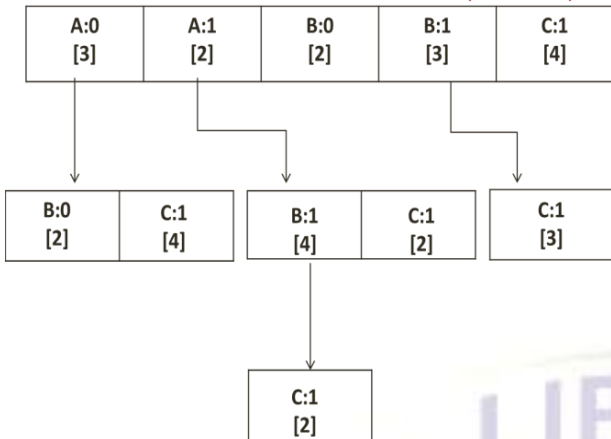 A:0 A:1 B:0 B:1 C:1
[3] [2] [2] [3] [4]
B:0 C:1 B:1 C:1 C:1
[2] [4] [4] [2] [3]
C:1
[2]